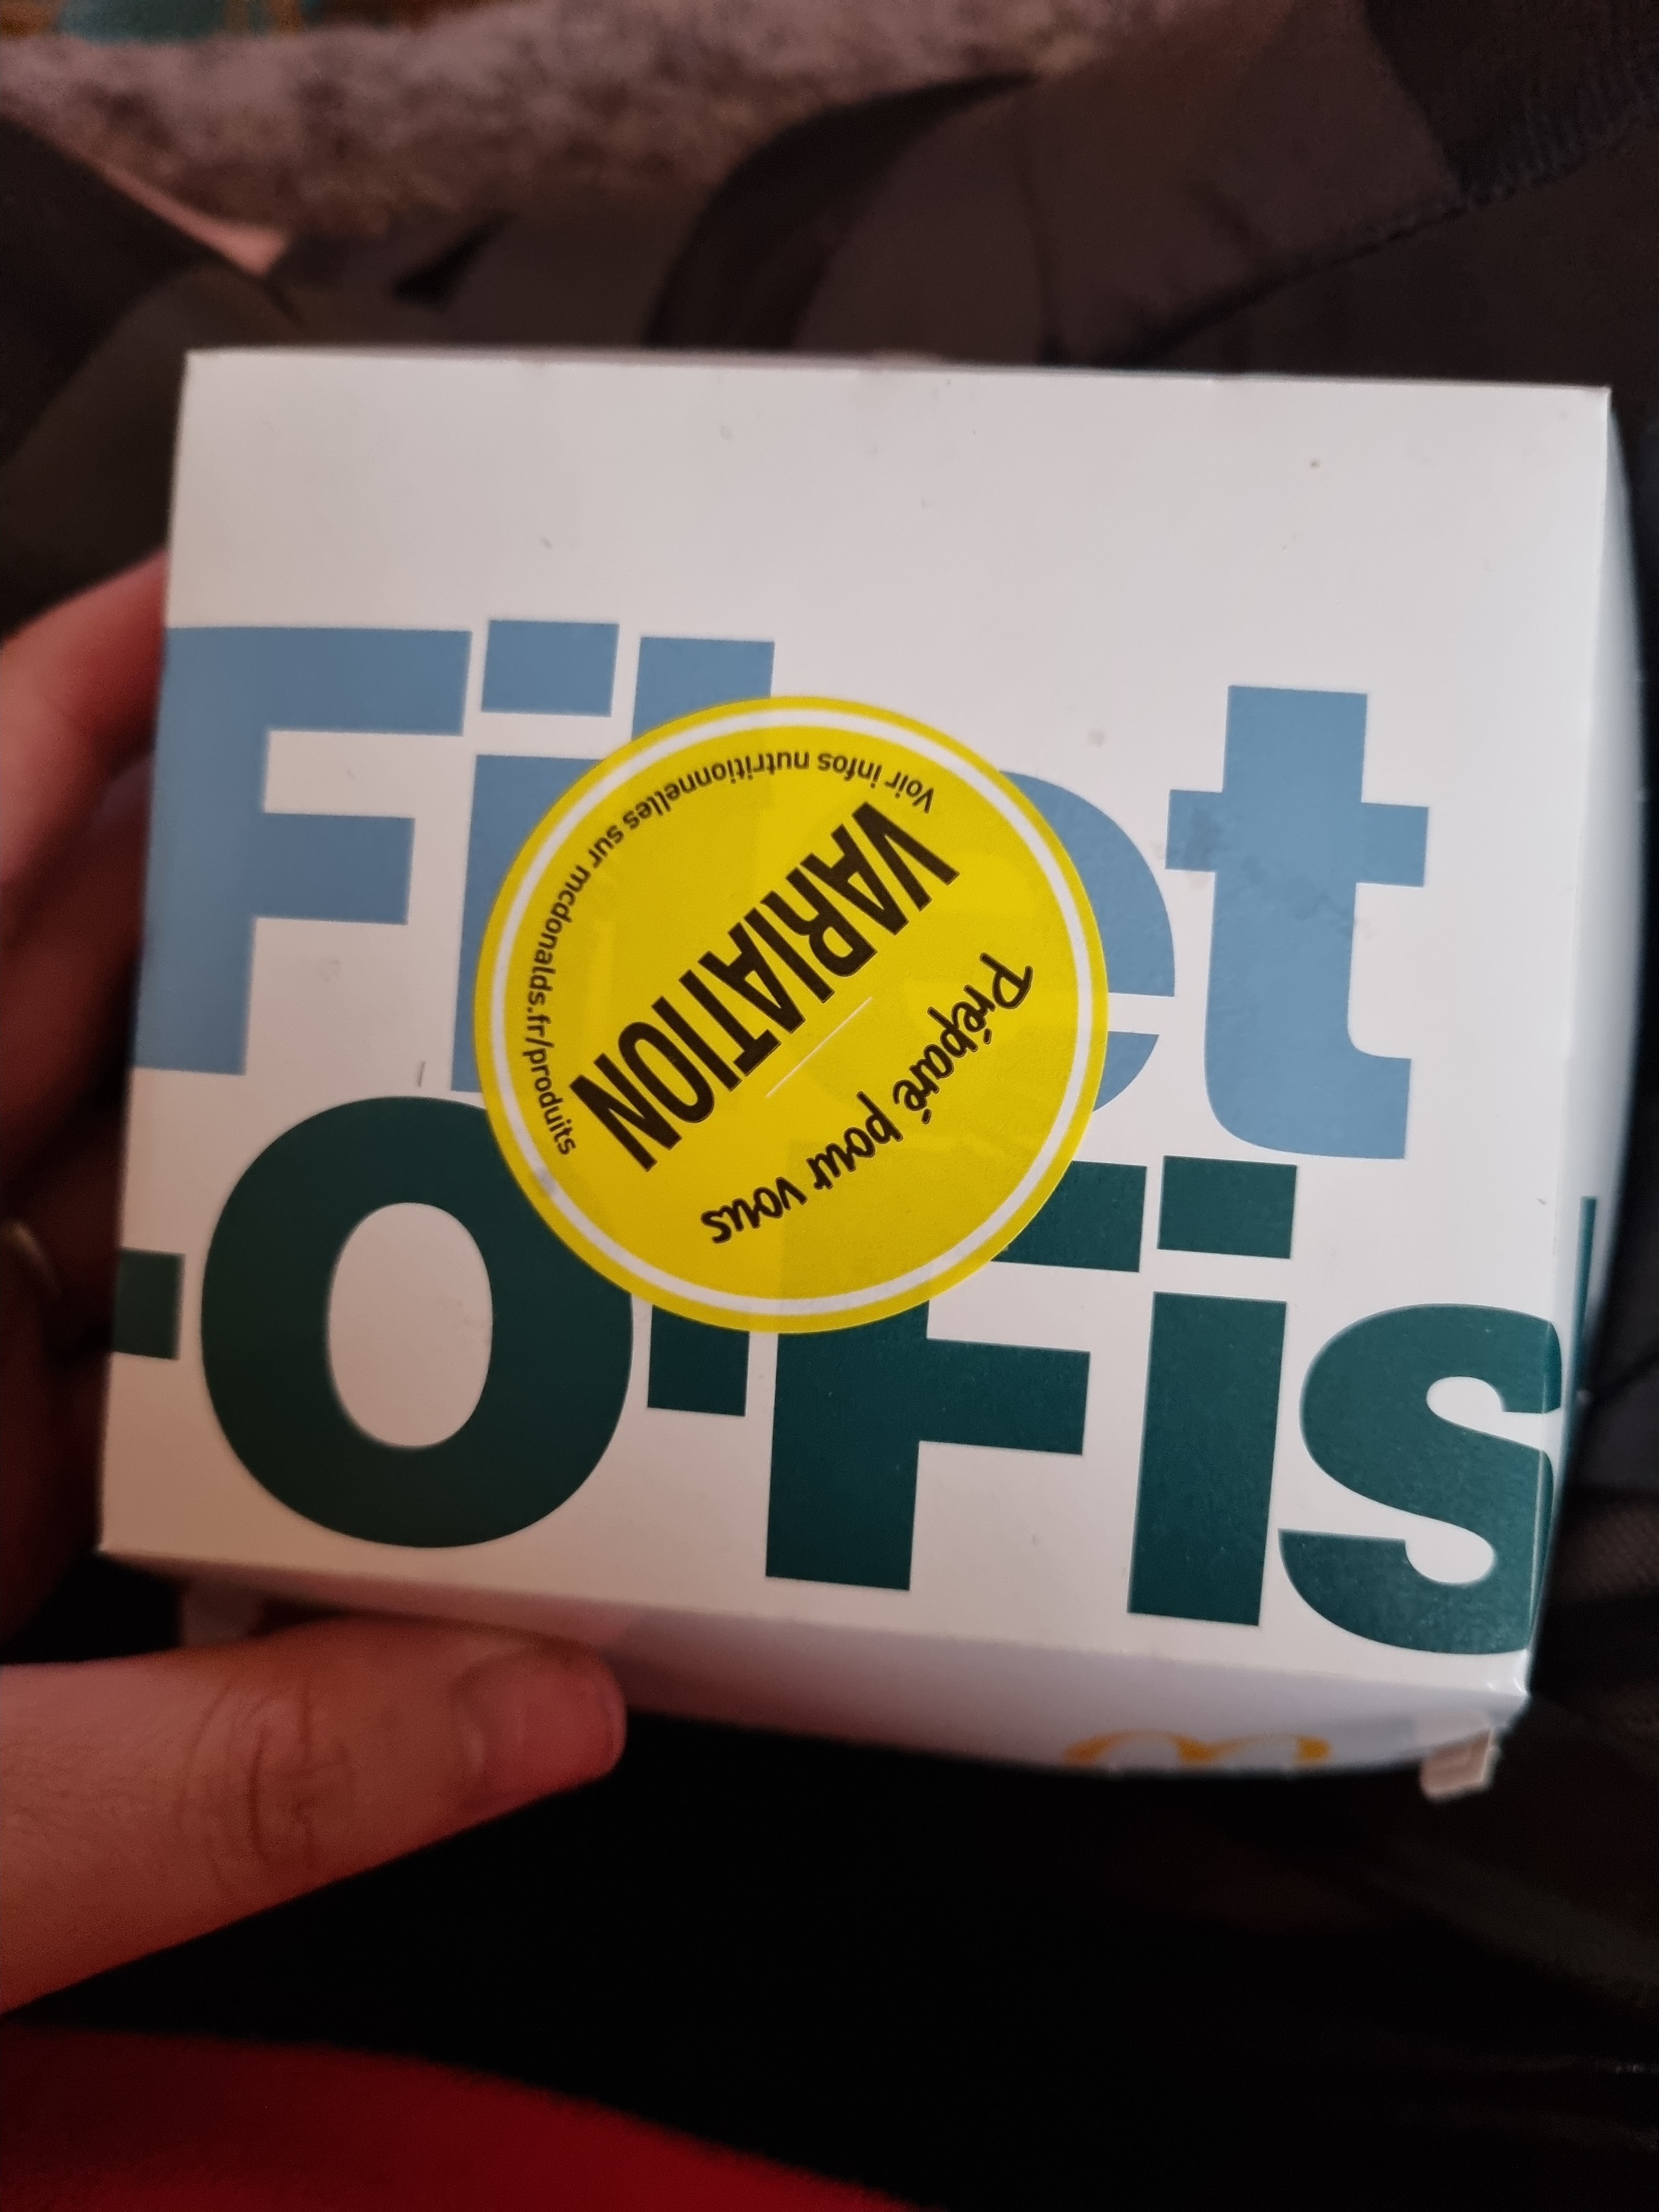 Filet
-O-Fis
Préparé pour vous
VARIATION
Voir infos nutritionnelles sur mcdonalds.fr/produits